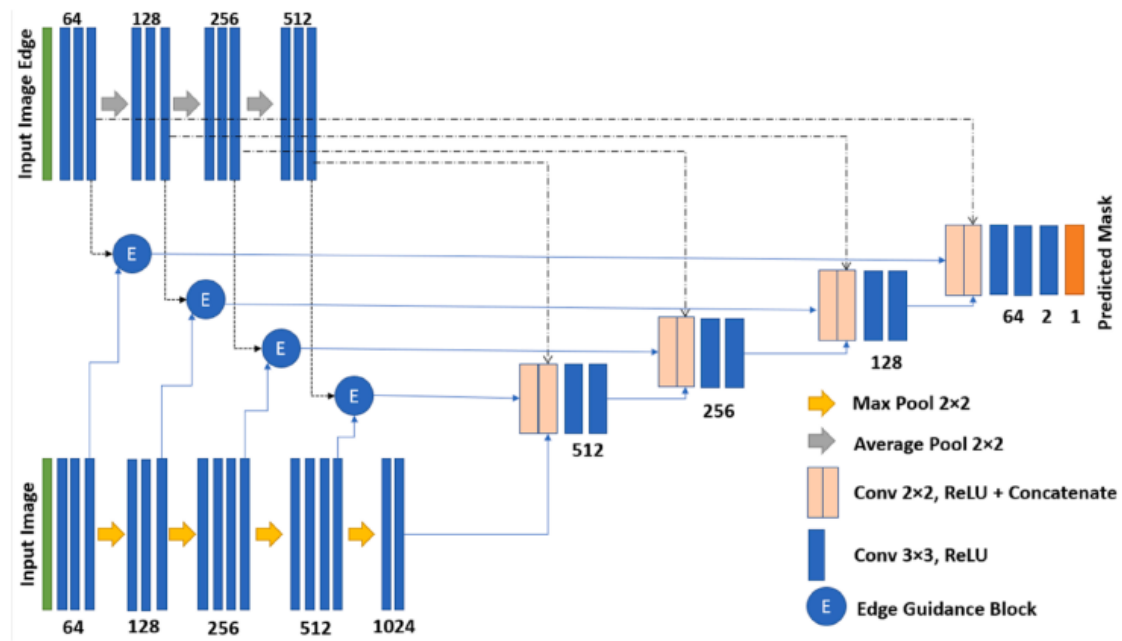 64 128 256 512
Input Image Edge
E
E
E
E
64 2 1
Predicted Mask
128
256
512
Max Pool 2×2
Average Pool 2×2
Conv 2×2, ReLU + Concatenate
Conv 3×3, ReLU
E Edge Guidance Block
Input Image
64 128 256 512 1024